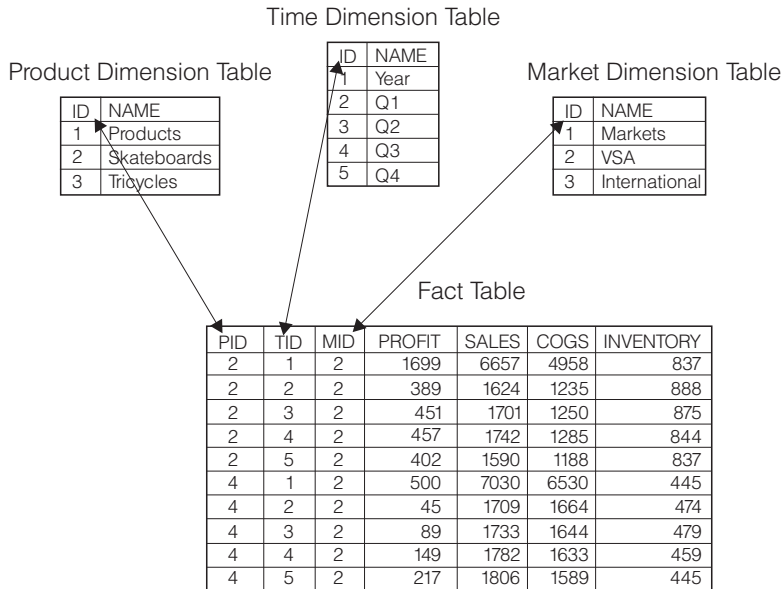 Time Dimension Table
ID NAME
1 Year
2 Q1
3 Q2
4 Q3
5 Q4
Product Dimension Table
ID NAME
1 Products
2 Skateboards
3 Tricycles
Market Dimension Table
ID NAME
1 Markets
2 VSA
3 International
Fact Table
PID TID MID PROFIT SALES COGS INVENTORY
2 1 2 1699 6657 4958 837
2 2 2 389 1624 1235 888
2 3 2 451 1701 1250 875
2 4 2 457 1742 1285 844
2 5 2 402 1590 1188 837
4 1 2 500 7030 6530 445
4 2 2 45 1709 1664 474
4 3 2 89 1733 1644 479
4 4 2 149 1782 1633 459
4 5 2 217 1806 1589 445